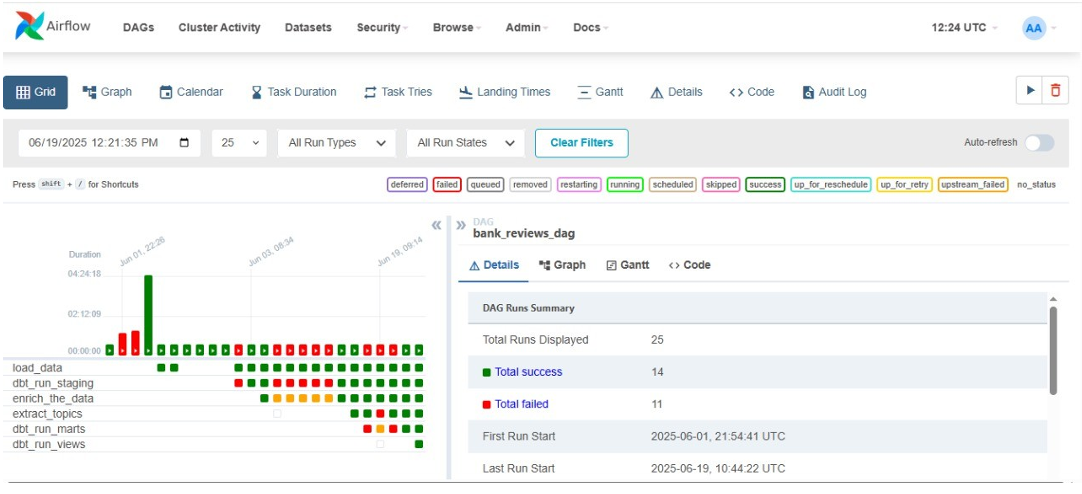 Airflow DAGs Cluster Activity Datasets Security Browse Admin Docs 12:24 UTC AA
Grid Graph Calendar Task Duration Task Tries Landing Times Gantt Details <> Code Audit Log
06/19/2025 12:21:35 PM 25 All Run Types All Run States Clear Filters Auto-refresh
Press shift + / for Shortcuts deferred failed queued removed restarting running scheduled skipped success up_for_reschedule up_for_retry upstream_failed no_status
DAG
bank_reviews_dag
Details Graph Gantt <> Code
Duration Jun 01, 22:26 Jun 03, 08:34 Jun 19, 09:14
04:24:18
02:12:09
00:00:00
load_data
dbt_run_staging
enrich_the_data
extract_topics
dbt_run_marts
dbt_run_views
DAG Runs Summary
Total Runs Displayed 25
Total success 14
Total failed 11
First Run Start 2025-06-01, 21:54:41 UTC
Last Run Start 2025-06-19, 10:44:22 UTC